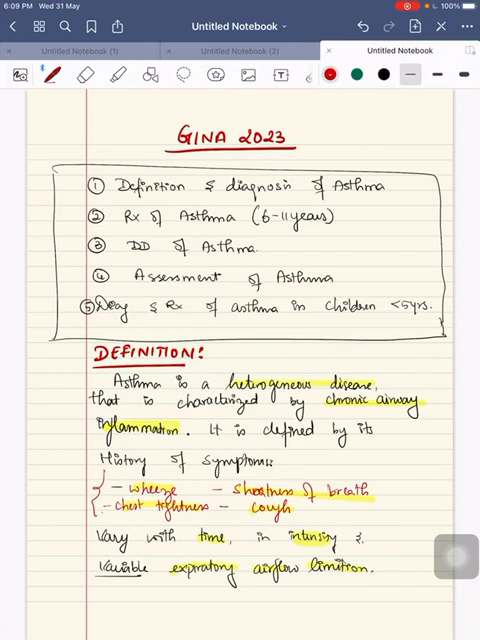 6:09 PM Wed 31 May
100%
Untitled Notebook
Untitled Notebook (1)
Untitled Notebook (2)
Untitled Notebook
GINA 2023
① Definition & diagnosis of Asthma
② Rx of Asthma (6-11 years)
③ DD of Asthma.
④ Assessment of Asthma
⑤ Diag & Rx of asthma in children <5yrs.
DEFINITION:
Asthma is a hetrogeneous disease,
that is characterized by chronic airway
inflammation. It is defined by its
History of symptoms:
- wheeze - shortness of breath
- chest tightness - cough
Vary with time, in intensity &
Variable expiratory airflow limition.